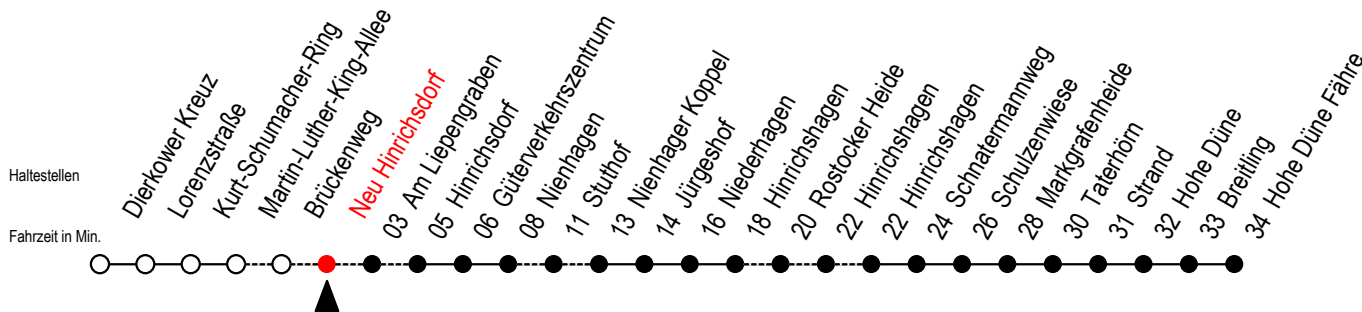 Haltestellen
Fahrzeit in Min.
Dierkower Kreuz
Lorenzstraße
Kurt-Schumacher-Ring
Martin-Luther-King-Allee
Brückenweg
Neu Hinrichsdorf
03 Am Liepengraben
05 Hinrichsdorf
06 Güterverkehrszentrum
08 Nienhagen
11 Stuthof
13 Nienhager Koppel
14 Jürgeshof
16 Niederhagen
18 Hinrichshagen
20 Rostocker Heide
22 Hinrichshagen
22 Hinrichshagen
24 Schnatermannweg
26 Schulzenwiese
28 Markgrafenheide
30 Taterhörn
31 Strand
32 Hohe Düne
33 Breitling
34 Hohe Düne Fähre